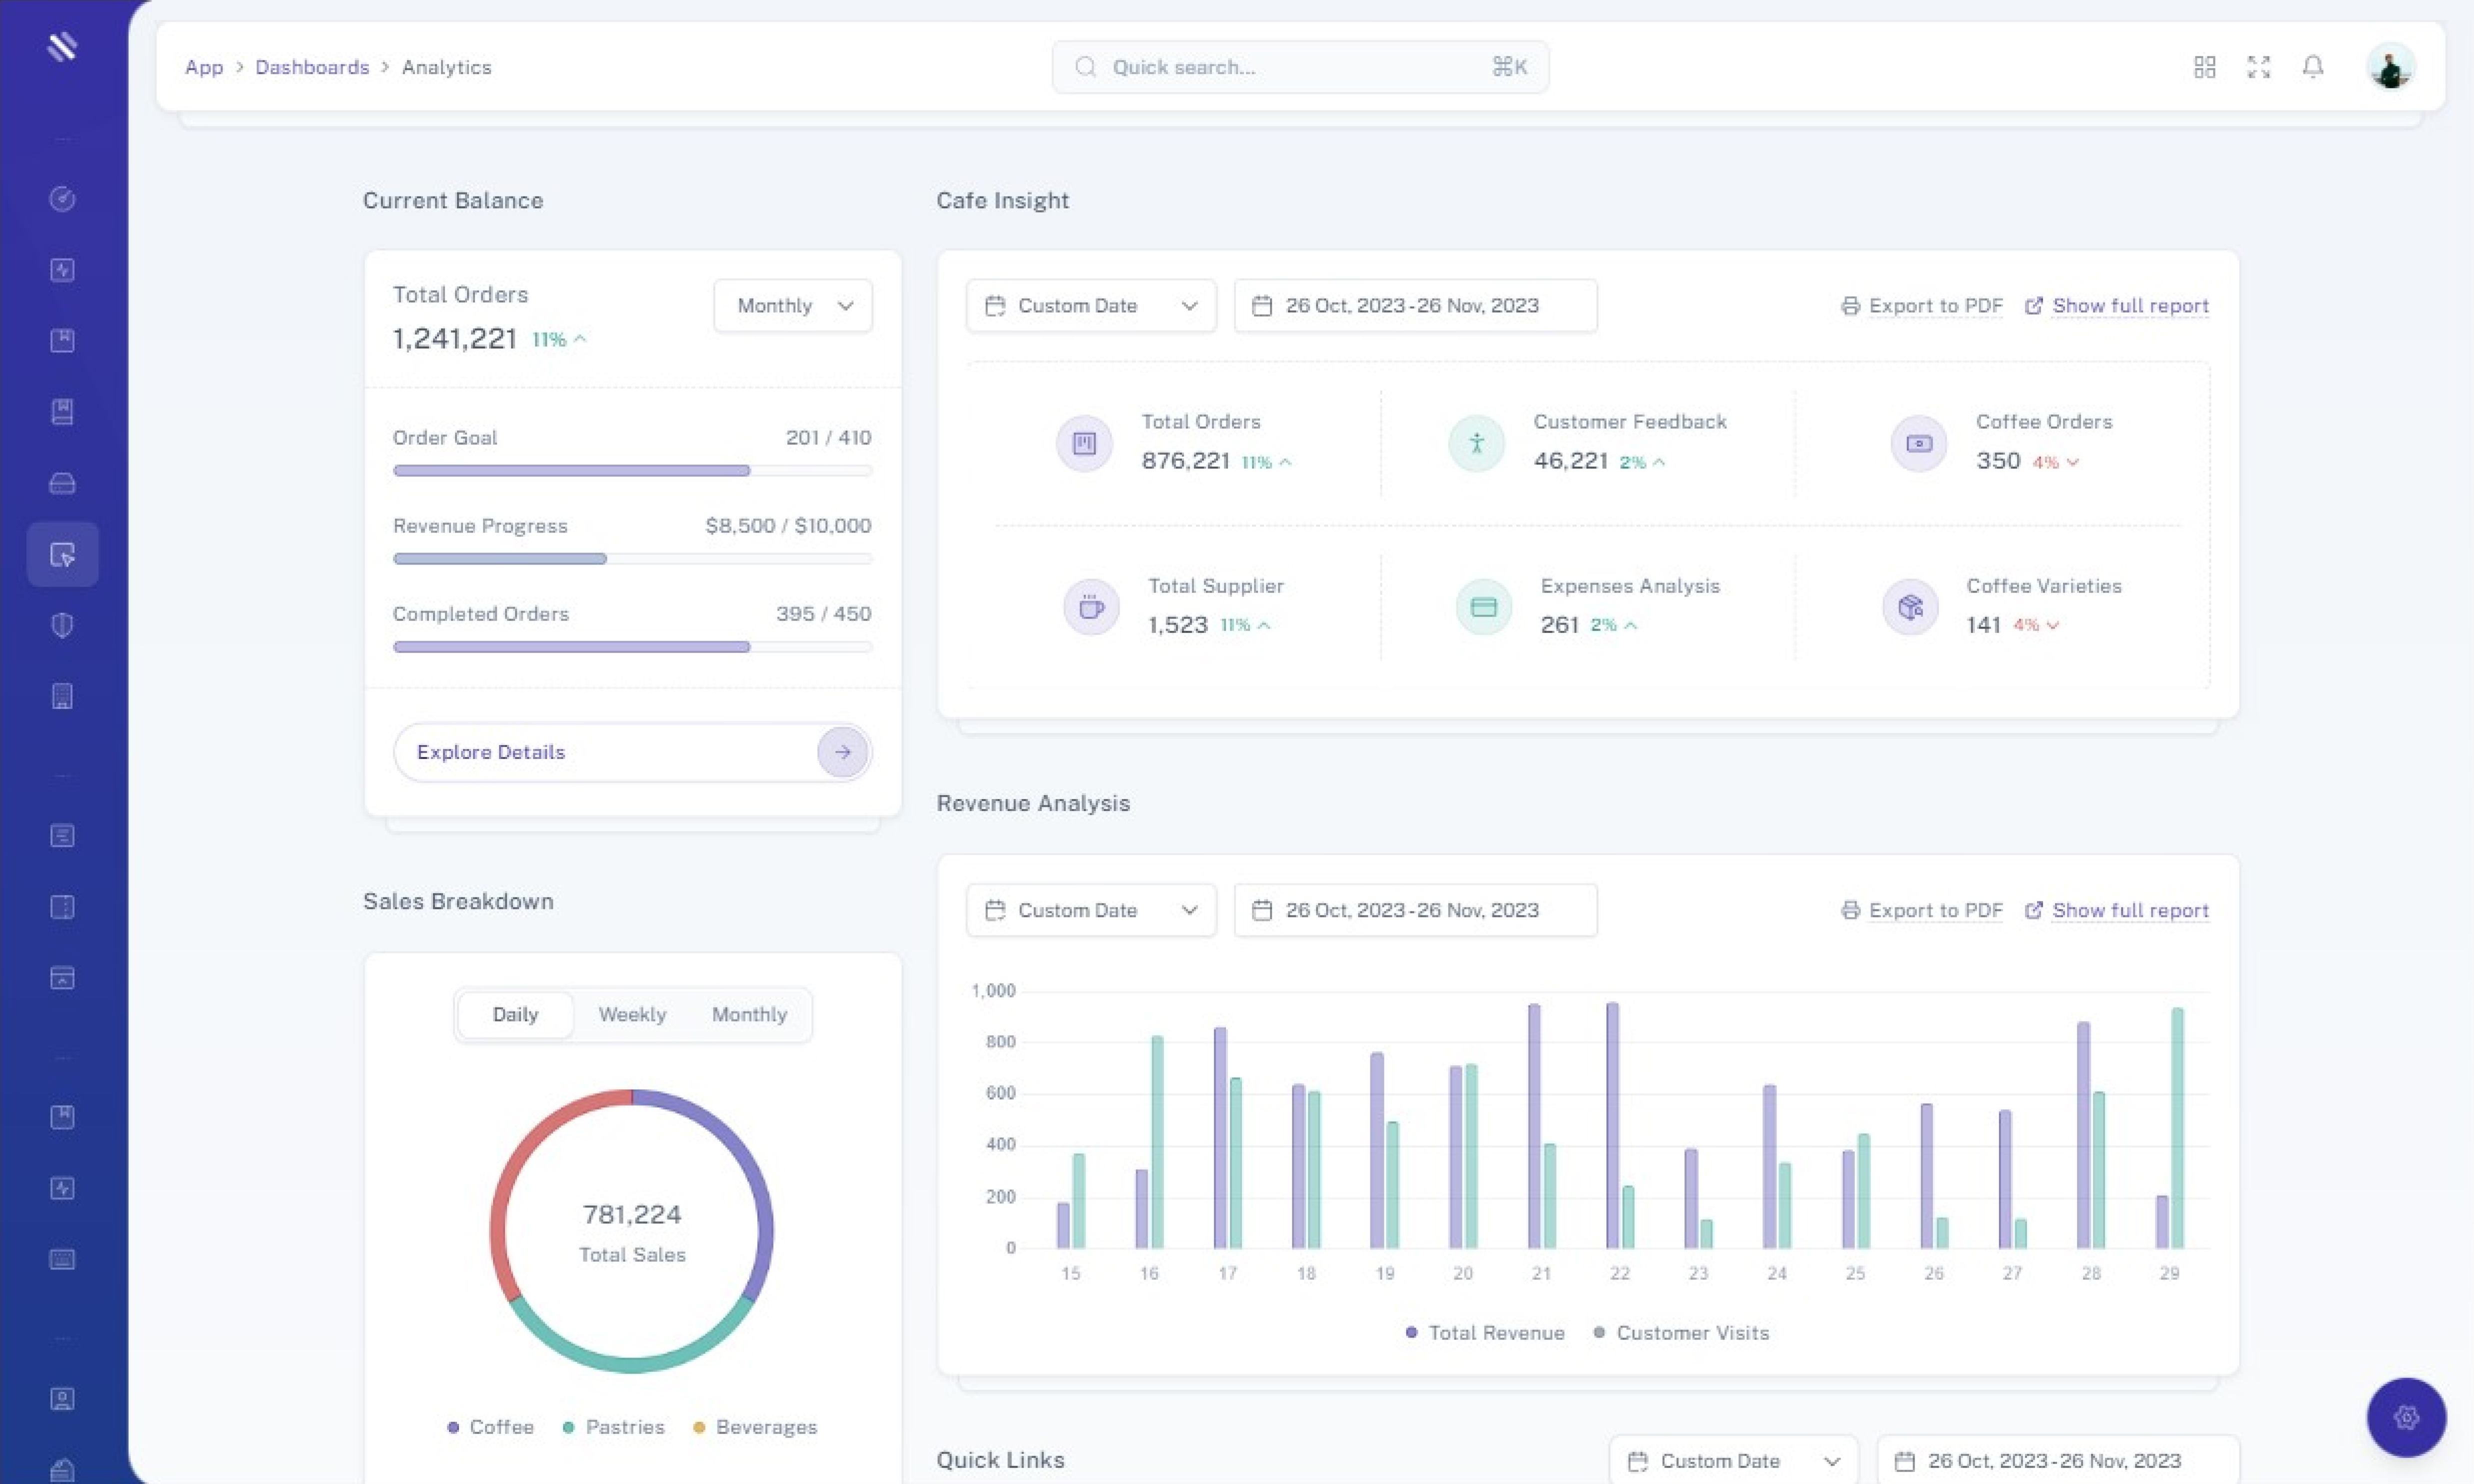 App > Dashboards > Analytics
Quick search...
⌘K
Current Balance
Total Orders
1,241,221 11%
Monthly
Order Goal 201 / 410
Revenue Progress $8,500 / $10,000
Completed Orders 395 / 450
Explore Details
Cafe Insight
Custom Date
26 Oct, 2023-26 Nov, 2023
Export to PDF
Show full report
Total Orders
876,221 11%
Customer Feedback
46,221 2%
Coffee Orders
350 4%
Total Supplier
1,523 11%
Expenses Analysis
261 2%
Coffee Varieties
141 4%
Sales Breakdown
Daily Weekly Monthly
781,224
Total Sales
Coffee Pastries Beverages
Revenue Analysis
Custom Date
26 Oct, 2023-26 Nov, 2023
Export to PDF
Show full report
1,000
800
600
400
200
0
15 16 17 18 19 20 21 22 23 24 25 26 27 28 29
Total Revenue Customer Visits
Quick Links
Custom Date
26 Oct, 2023-26 Nov, 2023